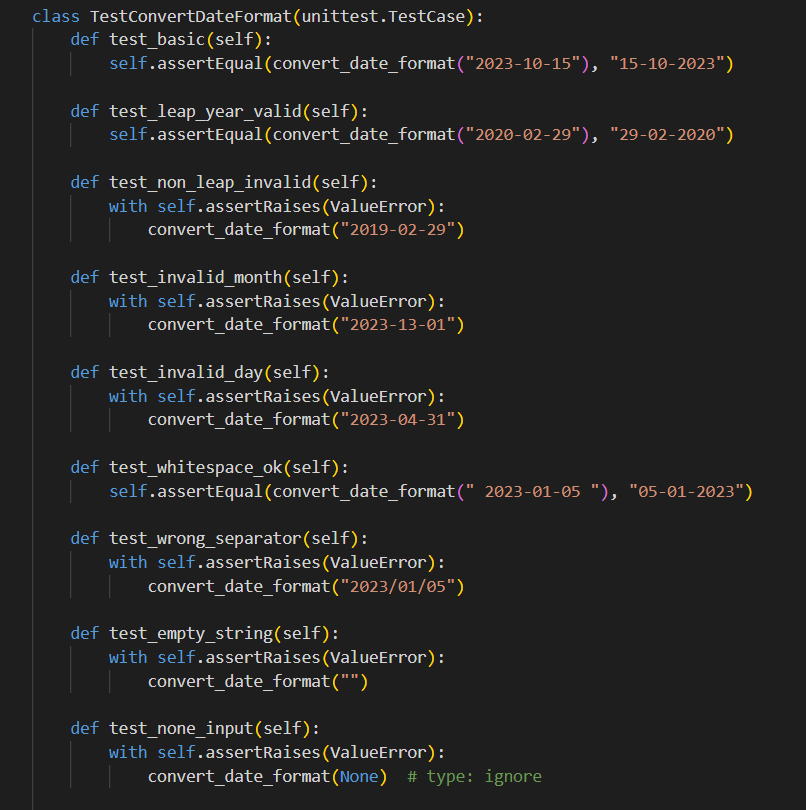 class TestConvertDateFormat(unittest.TestCase):
    def test_basic(self):
        self.assertEqual(convert_date_format("2023-10-15"), "15-10-2023")

    def test_leap_year_valid(self):
        self.assertEqual(convert_date_format("2020-02-29"), "29-02-2020")

    def test_non_leap_invalid(self):
        with self.assertRaises(ValueError):
            convert_date_format("2019-02-29")

    def test_invalid_month(self):
        with self.assertRaises(ValueError):
            convert_date_format("2023-13-01")

    def test_invalid_day(self):
        with self.assertRaises(ValueError):
            convert_date_format("2023-04-31")

    def test_whitespace_ok(self):
        self.assertEqual(convert_date_format(" 2023-01-05 "), "05-01-2023")

    def test_wrong_separator(self):
        with self.assertRaises(ValueError):
            convert_date_format("2023/01/05")

    def test_empty_string(self):
        with self.assertRaises(ValueError):
            convert_date_format("")

    def test_none_input(self):
        with self.assertRaises(ValueError):
            convert_date_format(None)  # type: ignore